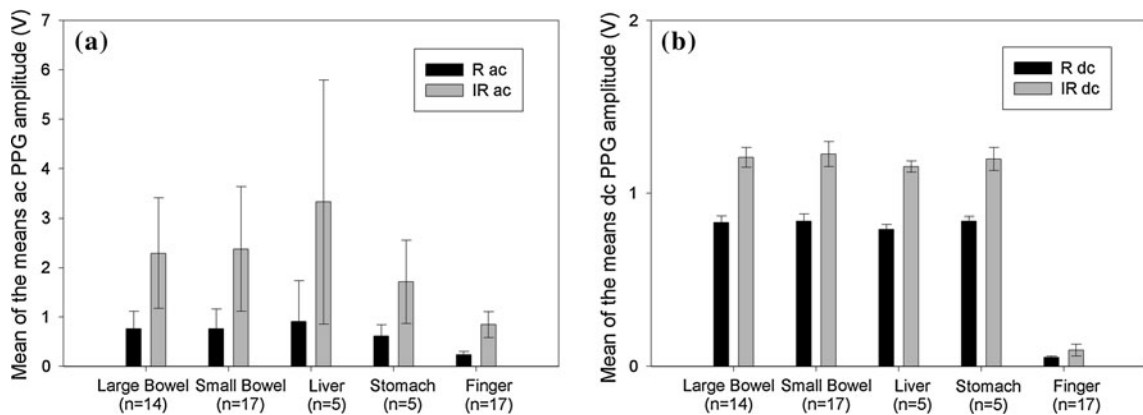 (a)
Mean of the means ac PPG amplitude (V)
7
6
5
4
3
2
1
0
R ac
IR ac
Large Bowel Small Bowel Liver Stomach Finger
(n=14) (n=17) (n=5) (n=5) (n=17)
(b)
Mean of the means dc PPG amplitude (V)
2
1
0
R dc
IR dc
Large Bowel Small Bowel Liver Stomach Finger
(n=14) (n=17) (n=5) (n=5) (n=17)